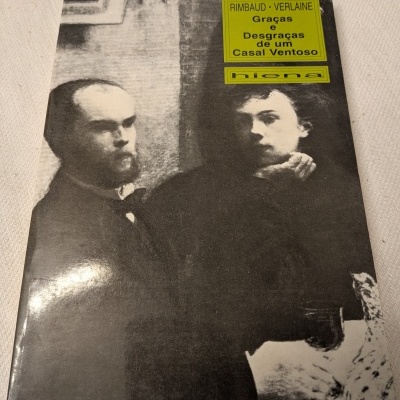 RIMBAUD - VERLAINE
Graças
e
Desgraças
de um
Casal Ventoso
hiena